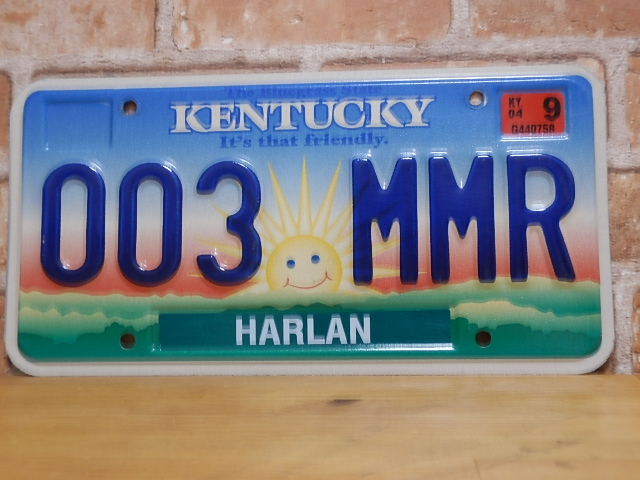 The Bluegrass State
KENTUCKY
It's that friendly.
KY 9
04
G440758
003 MMR
HARLAN